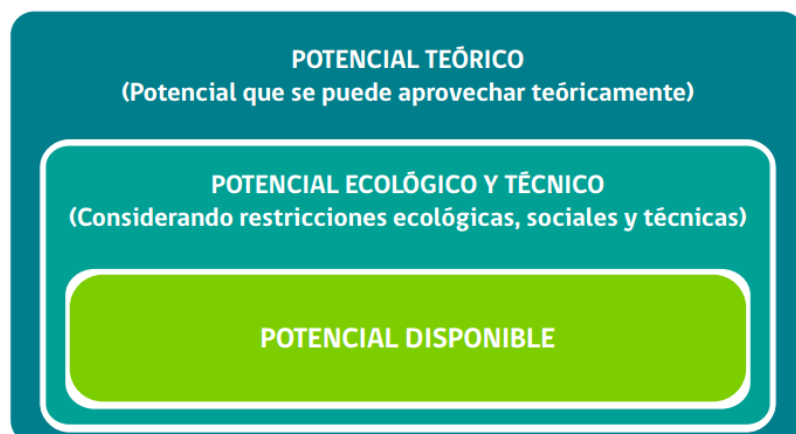 POTENCIAL TEÓRICO
(Potencial que se puede aprovechar teóricamente)
POTENCIAL ECOLÓGICO Y TÉCNICO
(Considerando restricciones ecológicas, sociales y técnicas)
POTENCIAL DISPONIBLE